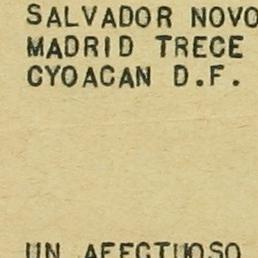 SALVADOR NOVO
MADRID TRECE
CYOACAN D.F.
UN AFECTUOSO